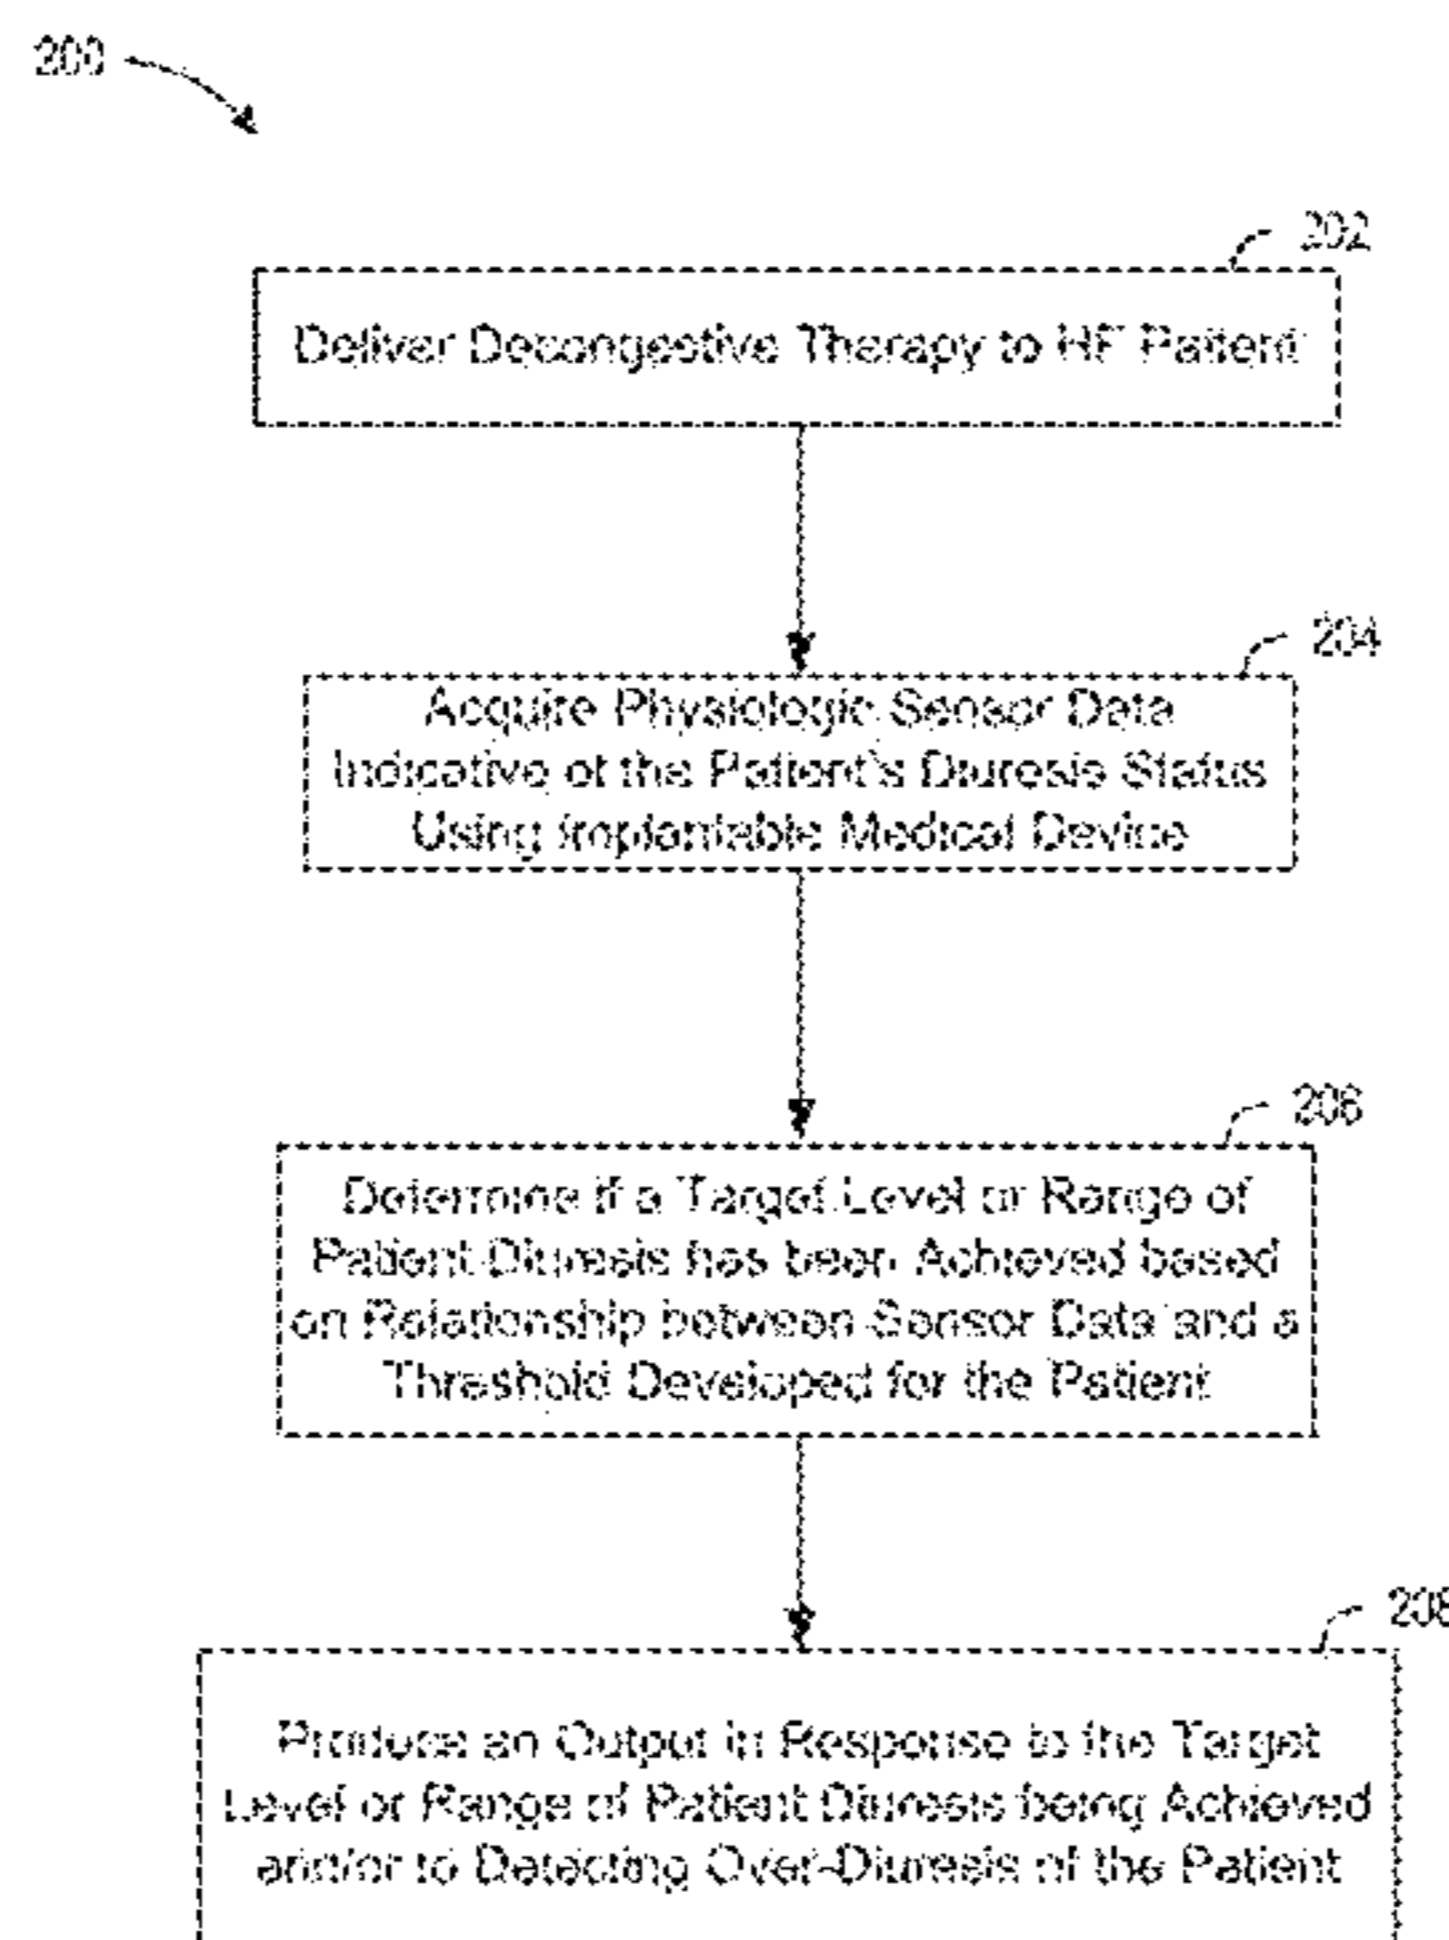 200
202
Deliver Decongestive Therapy to HF Patient
204
Acquire Physiologic Sensor Data
Indicative of the Patient's Diuresis Status
Using Implantable Medical Device
206
Determine if a Target Level or Range of
Patient Diuresis has been Achieved based
on Relationship between Sensor Data and a
Threshold Developed for the Patient
208
Produce an Output in Response to the Target
Level or Range of Patient Diuresis being Achieved
and/or to Detecting Over-Diuresis of the Patient